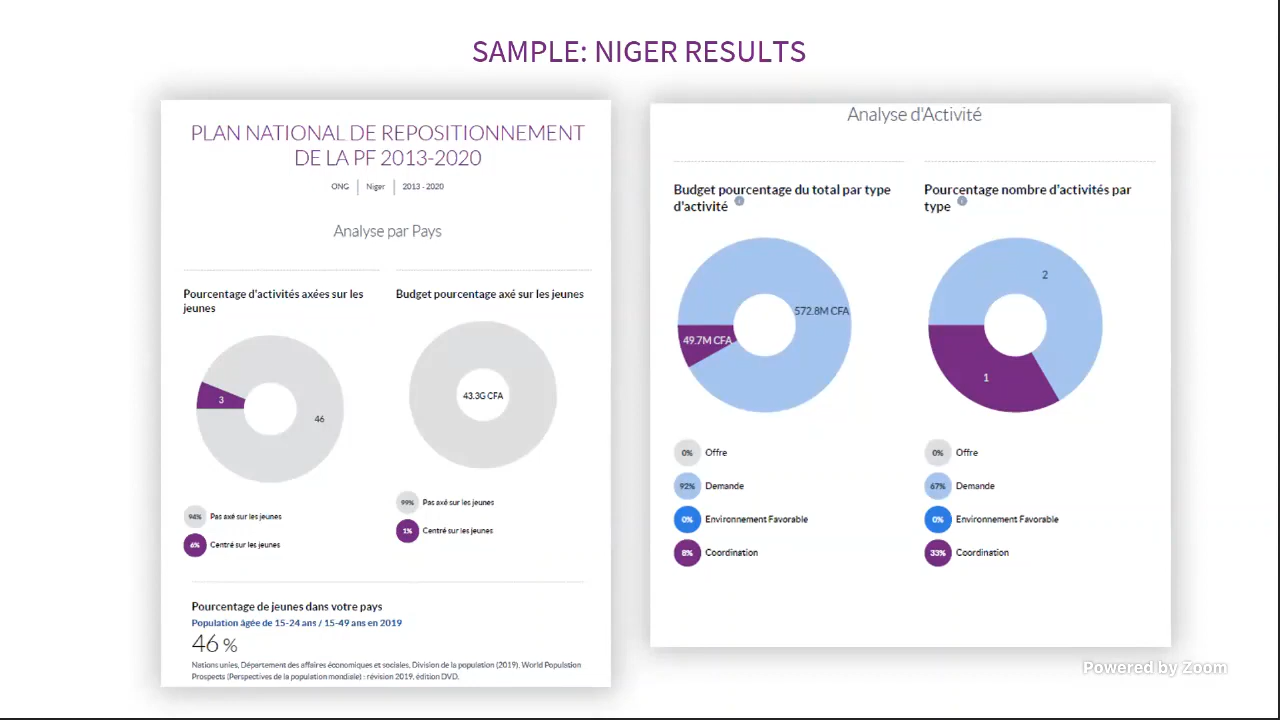 SAMPLE: NIGER RESULTS
PLAN NATIONAL DE REPOSITIONNEMENT
DE LA PF 2013-2020
ONG | Niger | 2013 - 2020
Analyse par Pays
Pourcentage d'activités axées sur les
jeunes
3
46
94% Pas axé sur les jeunes
6% Centré sur les jeunes
Budget pourcentage axé sur les jeunes
43.3G CFA
99% Pas axé sur les jeunes
1% Centré sur les jeunes
Pourcentage de jeunes dans votre pays
Population âgée de 15-24 ans / 15-49 ans en 2019
46 %
Nations unies, Département des affaires économiques et sociales, Division de la population (2019). World Population
Prospects (Perspectives de la population mondiale) : révision 2019, édition DVD.
Analyse d'Activité
Budget pourcentage du total par type
d'activité
572.8M CFA
49.7M CFA
0% Offre
92% Demande
0% Environnement Favorable
8% Coordination
Pourcentage nombre d'activités par
type
2
1
0% Offre
67% Demande
0% Environnement Favorable
33% Coordination
Powered by Zoom